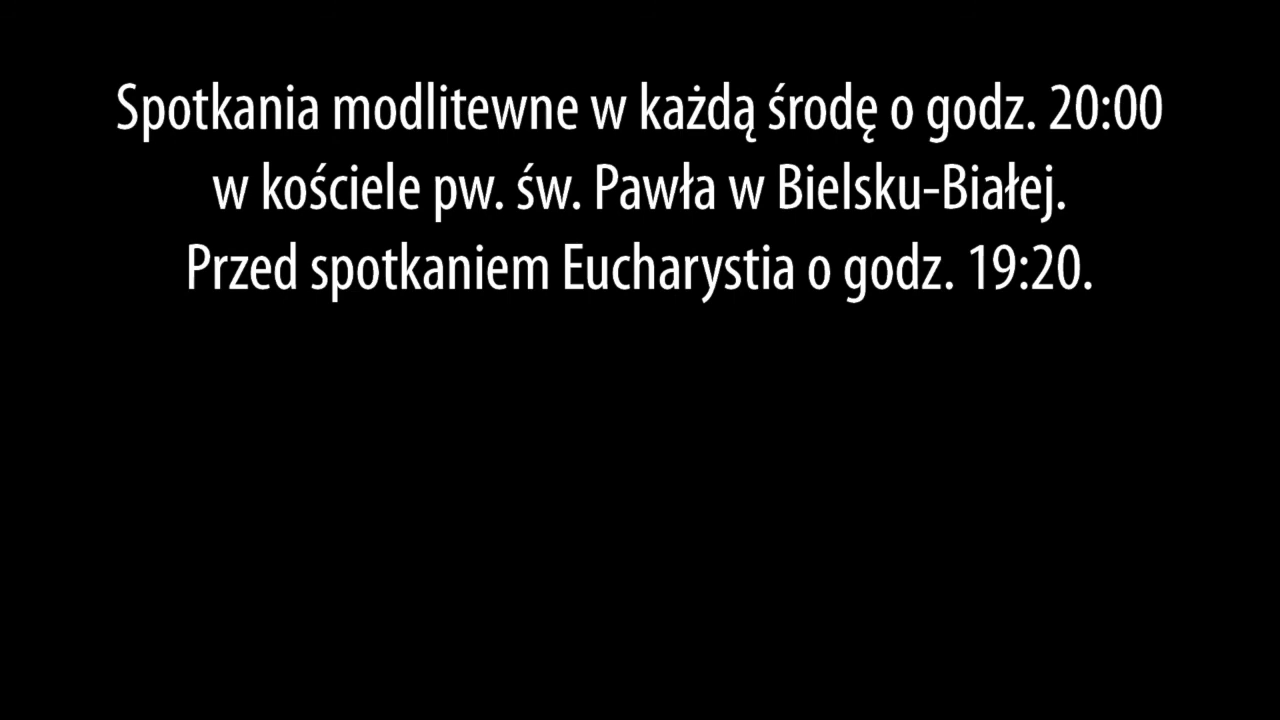 Spotkania modlitewne w każdą środę o godz. 20:00
w kościele pw. św. Pawła w Bielsku-Białej.
Przed spotkaniem Eucharystia o godz. 19:20.